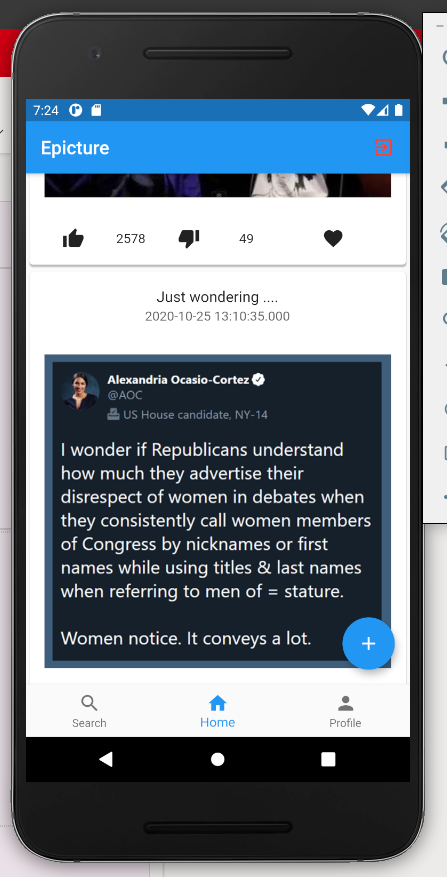 7:24
Epicture
2578
49
Just wondering ....
2020-10-25 13:10:35.000
Alexandria Ocasio-Cortez
@AOC
US House candidate, NY-14
I wonder if Republicans understand
how much they advertise their
disrespect of women in debates when
they consistently call women members
of Congress by nicknames or first
names while using titles & last names
when referring to men of = stature.
Women notice. It conveys a lot.
+
Search
Home
Profile